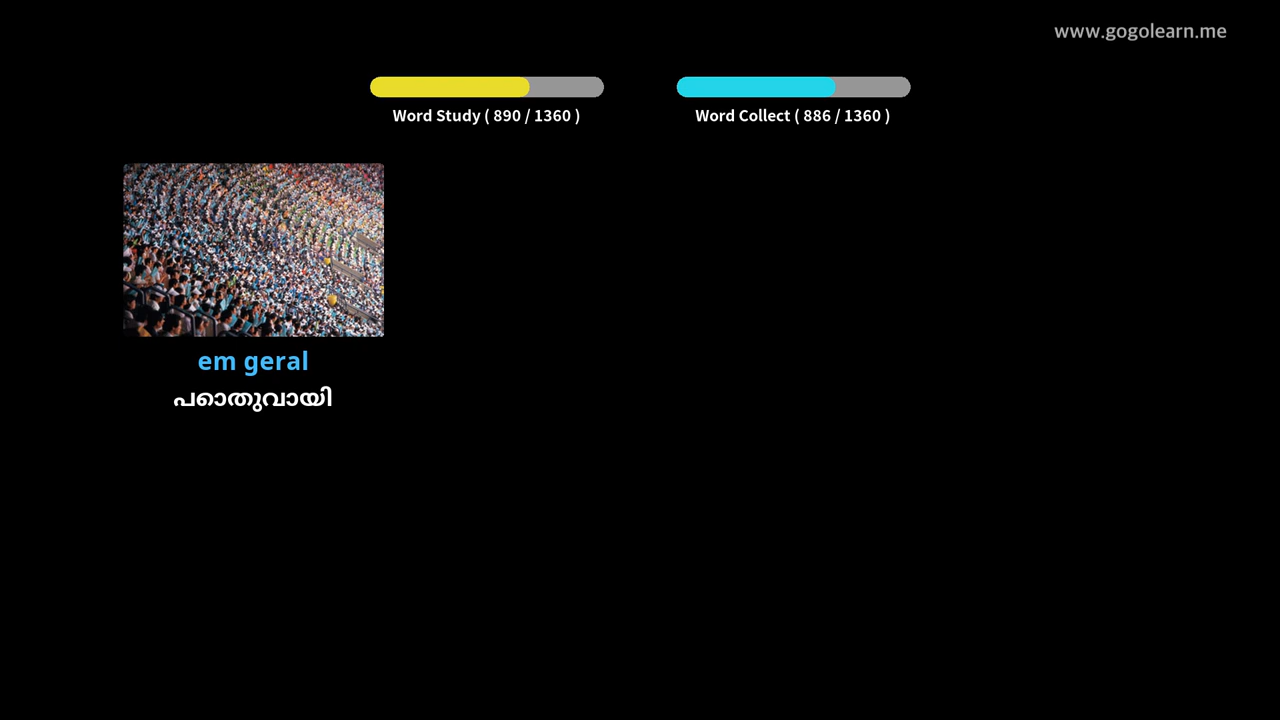 www.gogolearn.me
Word Study ( 890 / 1360 )
Word Collect ( 886 / 1360 )
em geral
പൊതുവായി